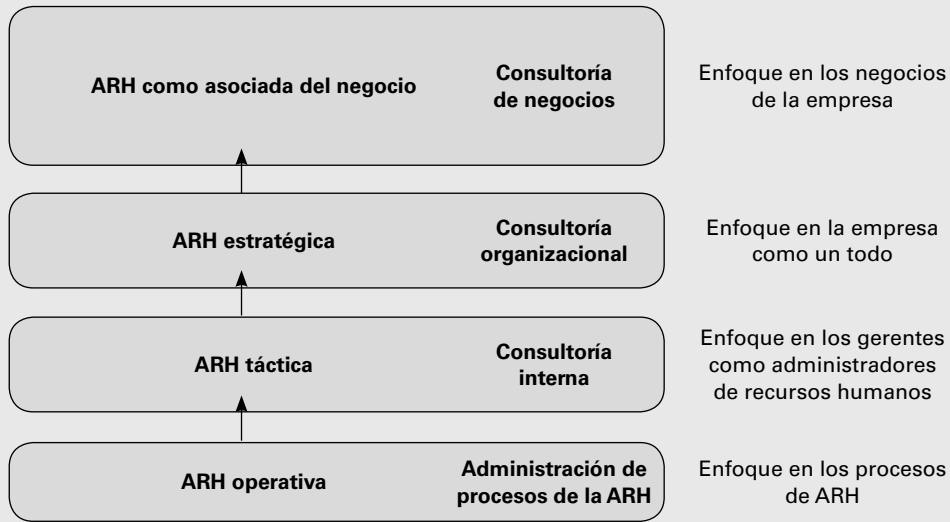 ARH como asociada del negocio
Consultoría
de negocios
Enfoque en los negocios
de la empresa
ARH estratégica
Consultoría
organizacional
Enfoque en la empresa
como un todo
ARH táctica
Consultoría
interna
Enfoque en los gerentes
como administradores
de recursos humanos
ARH operativa
Administración de
procesos de la ARH
Enfoque en los procesos
de ARH